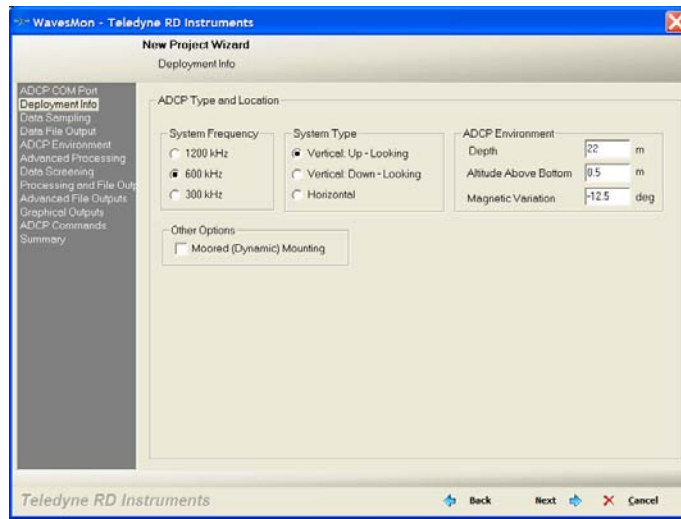 WavesMon - Teledyne RD Instruments
New Project Wizard
Deployment Info
ADCP COM Port
Deployment Info
Data Sampling
Data File Output
ADCP Environment
Advanced Processing
Data Screening
Processing and File Outp
Advanced File Outputs
Graphical Outputs
ADCP Commands
Summary
ADCP Type and Location
System Frequency
1200 kHz
600 kHz
300 kHz
System Type
Vertical: Up - Looking
Vertical: Down - Looking
Horizontal
ADCP Environment
Depth 22 m
Altitude Above Bottom 0.5 m
Magnetic Variation -12.5 deg
Other Options
Moored (Dynamic) Mounting
Teledyne RD Instruments
Back Next Cancel